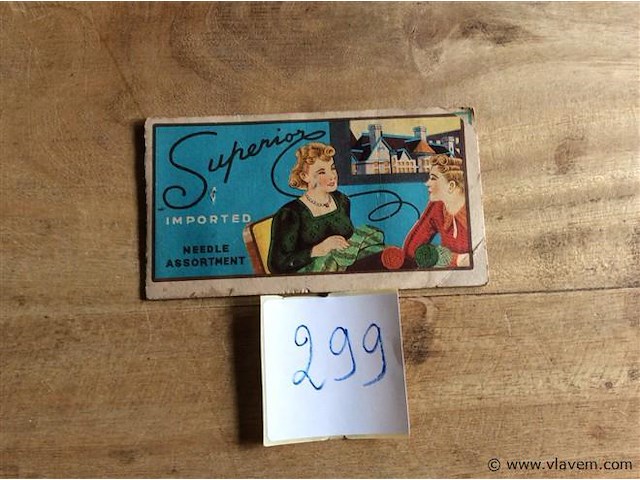 Superior
IMPORTED
NEEDLE
ASSORTMENT
299
© www.vlavem.com